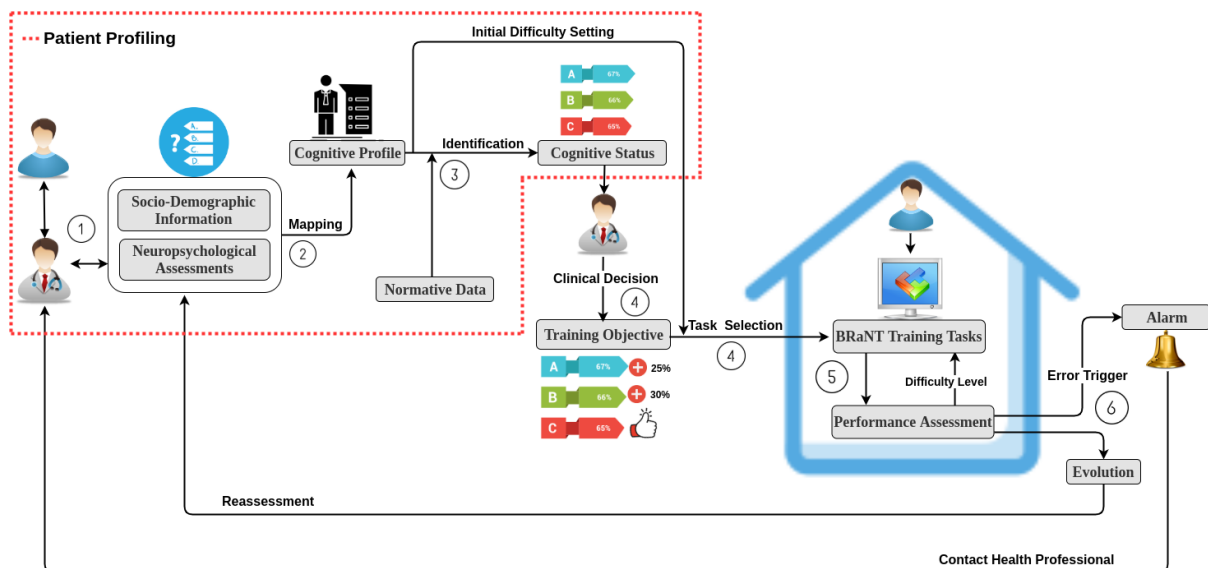 Patient Profiling
Initial Difficulty Setting
A 67%
B 66%
C 65%
?
A.
B.
C.
D.
Cognitive Profile
Identification
3
Cognitive Status
1
Socio-Demographic
Information
Neuropsychological
Assessments
Mapping
2
Normative Data
Clinical Decision
4
Training Objective
Task Selection
4
A 67% + 25%
B 66% + 30%
C 65%
BRaNT Training Tasks
5
Difficulty Level
Performance Assessment
Error Trigger
6
Alarm
Evolution
Reassessment
Contact Health Professional